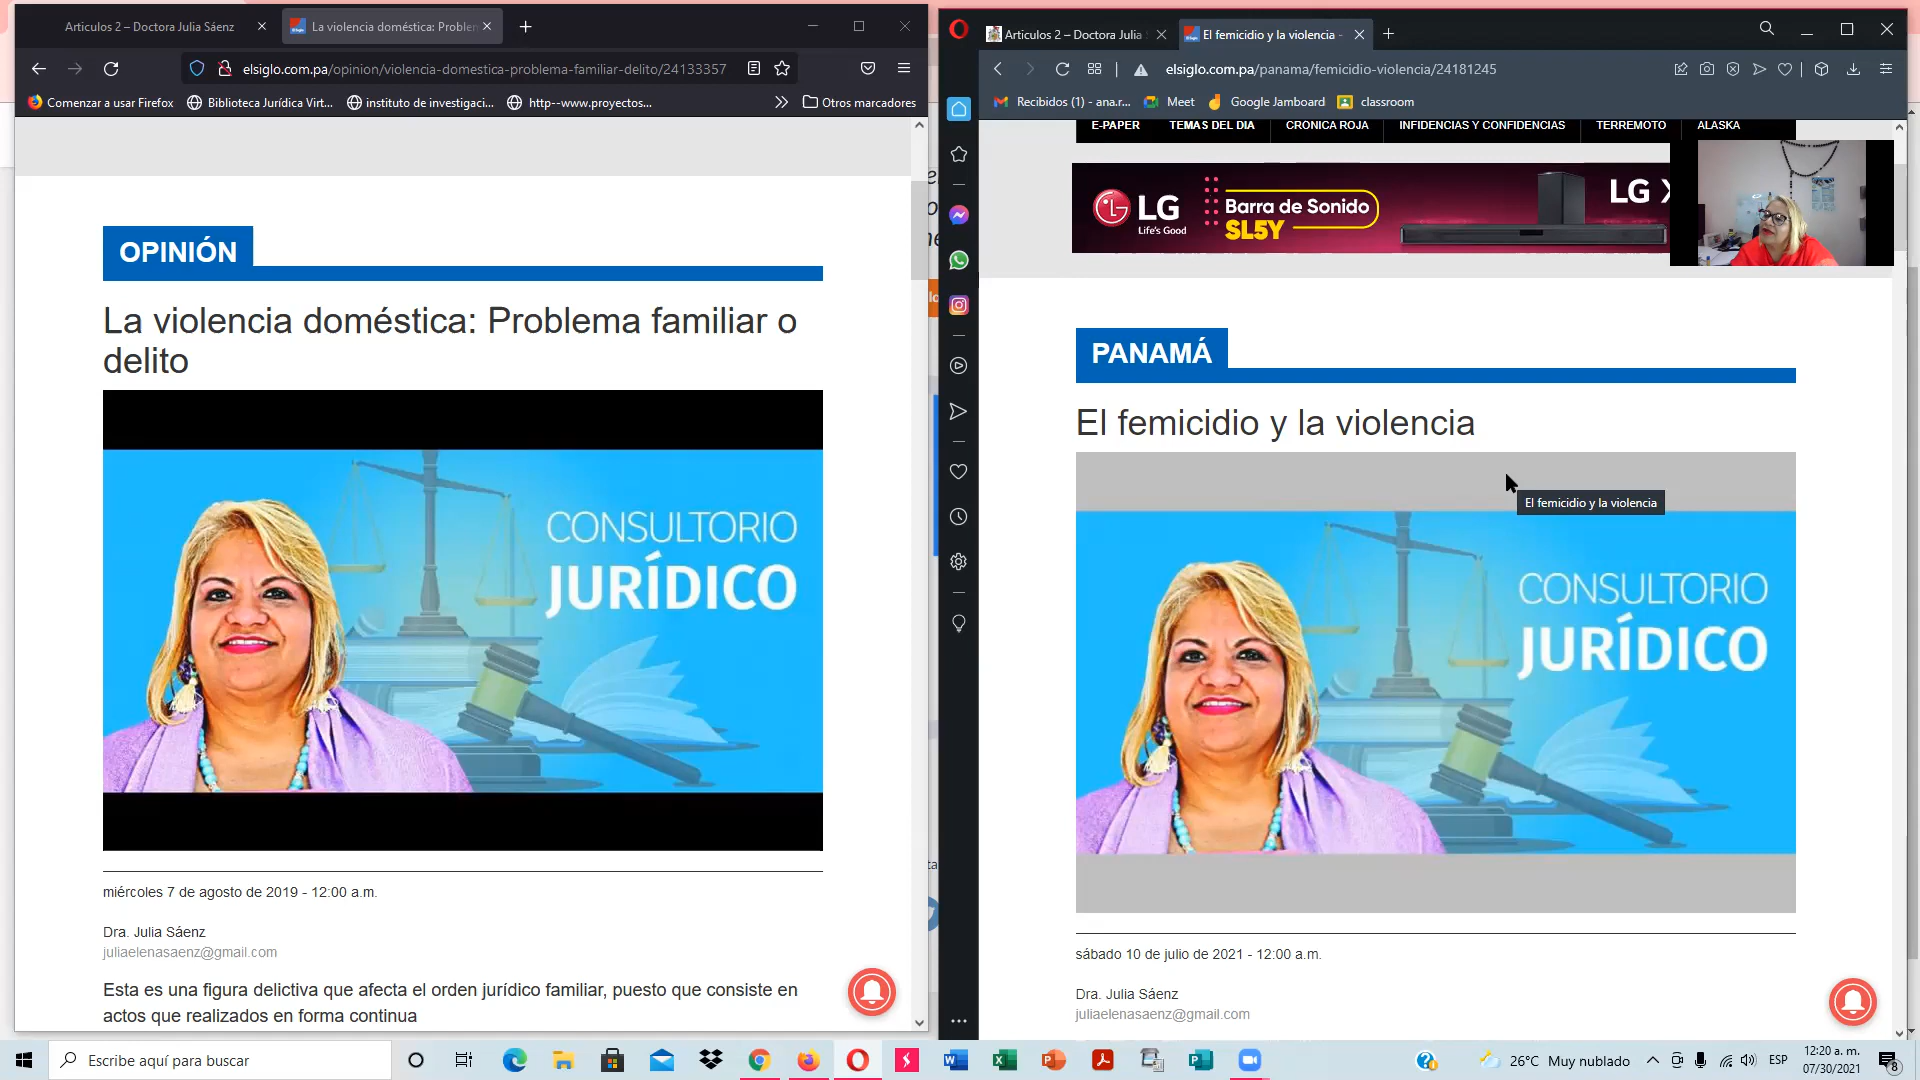 Articulos 2 – Doctora Julia Sáenz
La violencia doméstica: Problem
elsiglo.com.pa/opinion/violencia-domestica-problema-familiar-delito/24133357
Comenzar a usar Firefox
Biblioteca Jurídica Virt...
instituto de investigaci...
http--www.proyectos...
Otros marcadores
OPINIÓN
La violencia doméstica: Problema familiar o
delito
CONSULTORIO
JURÍDICO
miércoles 7 de agosto de 2019 - 12:00 a.m.
Dra. Julia Sáenz
juliaelenasaenz@gmail.com
Esta es una figura delictiva que afecta el orden jurídico familiar, puesto que consiste en
actos que realizados en forma continua
Articulos 2 – Doctora Julia
El femicidio y la violencia -
elsiglo.com.pa/panama/femicidio-violencia/24181245
Recibidos (1) - ana.r...
Meet
Google Jamboard
classroom
E-PAPER
TEMAS DEL DIA
CRÓNICA ROJA
INFIDENCIAS Y CONFIDENCIAS
TERREMOTO
ALASKA
LG
Life's Good
Barra de Sonido
SL5Y
LG X
PANAMÁ
El femicidio y la violencia
El femicidio y la violencia
CONSULTORIO
JURÍDICO
sábado 10 de julio de 2021 - 12:00 a.m.
Dra. Julia Sáenz
juliaelenasaenz@gmail.com
Escribe aquí para buscar
26°C Muy nublado
ESP
12:20 a. m.
07/30/2021
8